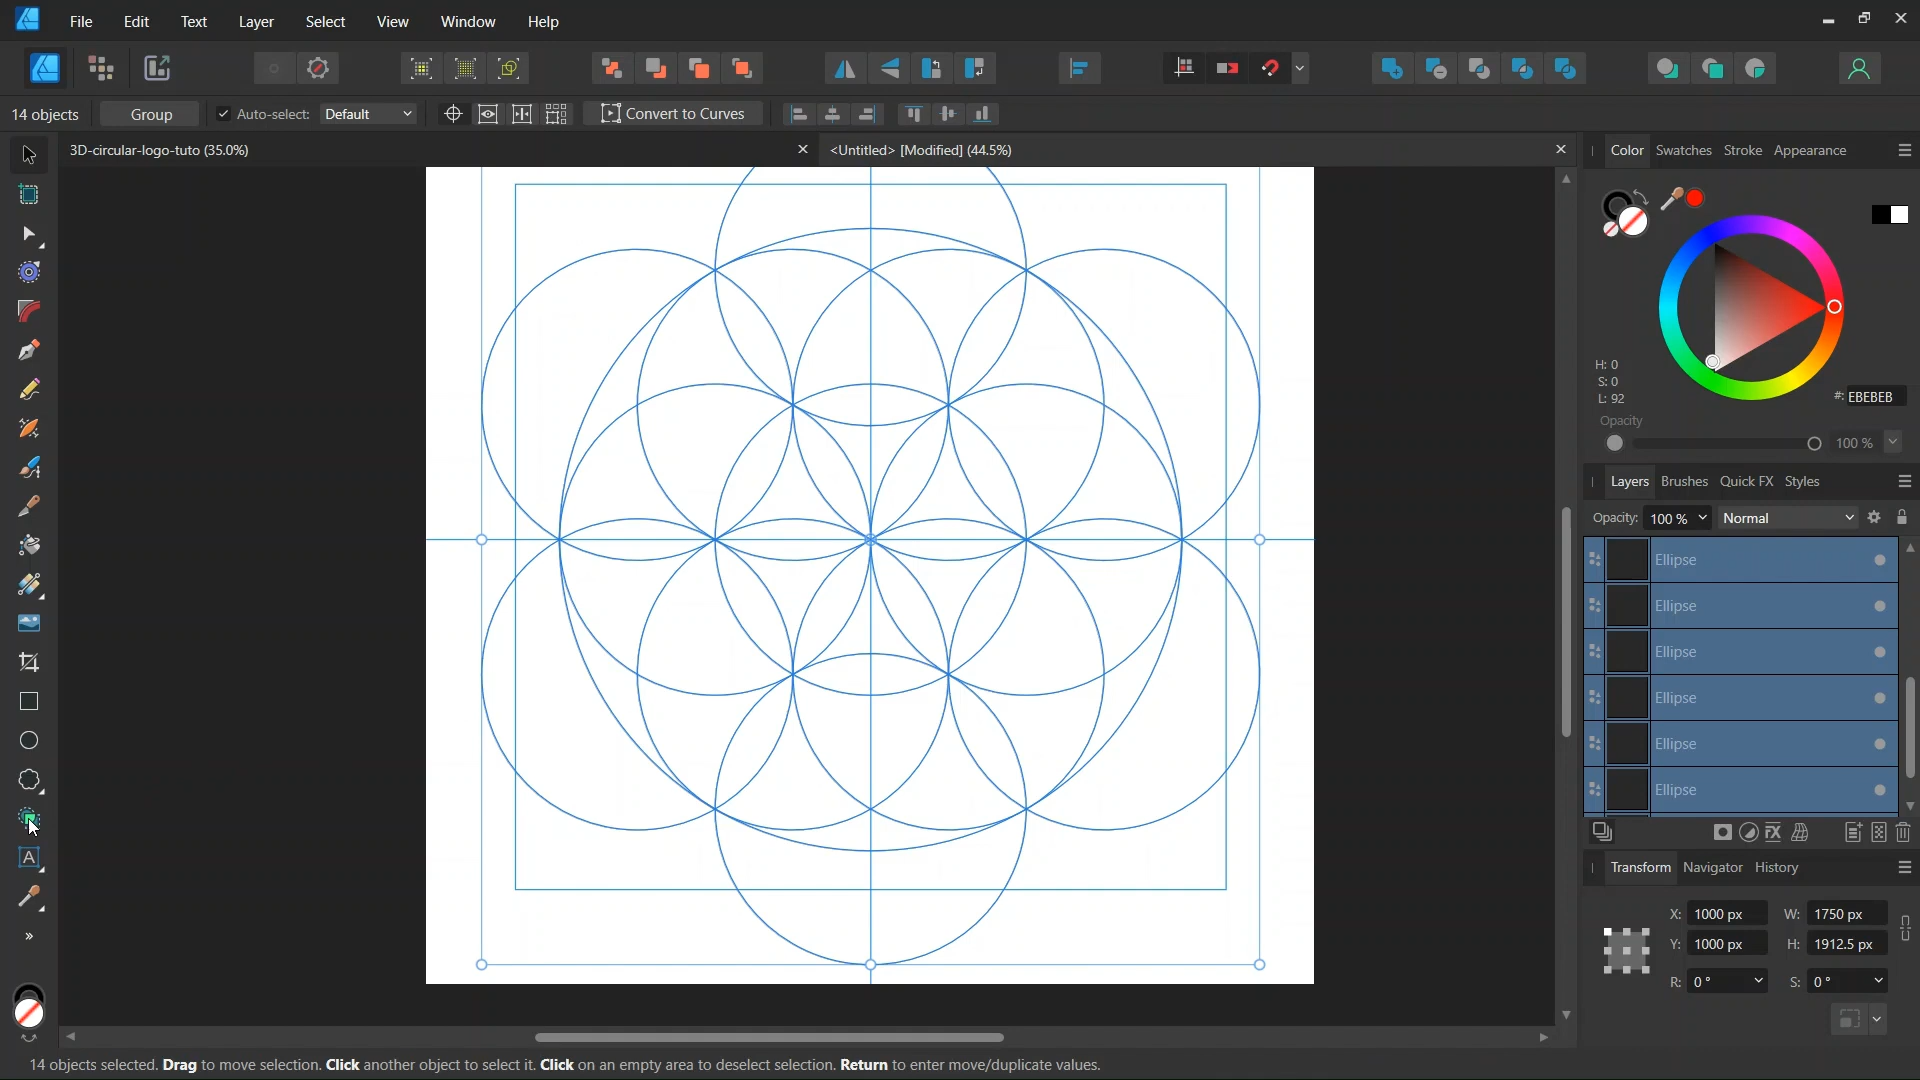 File Edit Text Layer Select View Window Help
14 objects Group Auto-select: Default Convert to Curves
3D-circular-logo-tuto (35.0%) <Untitled> [Modified] (44.5%)
Color Swatches Stroke Appearance
H: 0
S: 0
L: 92
#: EBEBEB
Opacity
100 %
Layers Brushes Quick FX Styles
Opacity: 100 % Normal
Ellipse
Ellipse
Ellipse
Ellipse
Ellipse
Ellipse
Transform Navigator History
X: 1000 px W: 1750 px
Y: 1000 px H: 1912.5 px
R: 0 ° S: 0 °
14 objects selected. Drag to move selection. Click another object to select it. Click on an empty area to deselect selection. Return to enter move/duplicate values.